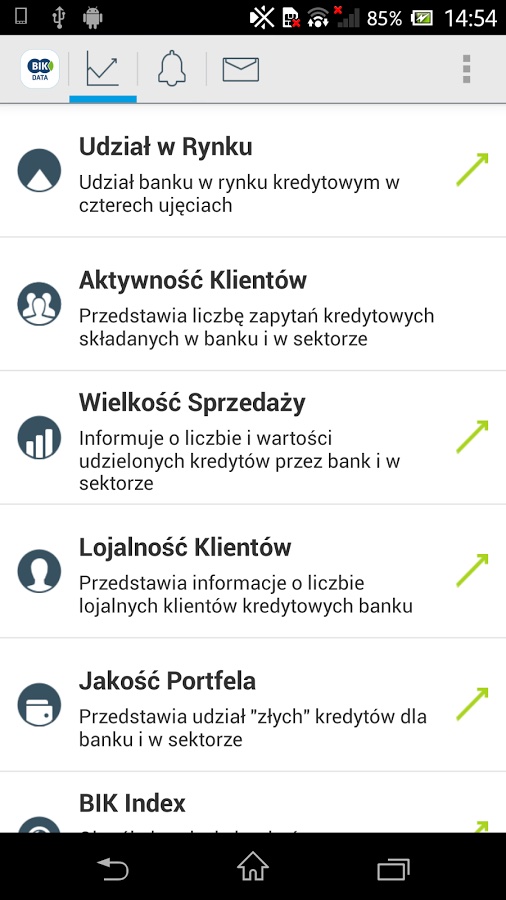 85% 14:54
BIK
DATA
Udział w Rynku
Udział banku w rynku kredytowym w
czterech ujęciach
Aktywność Klientów
Przedstawia liczbę zapytań kredytowych
składanych w banku i w sektorze
Wielkość Sprzedaży
Informuje o liczbie i wartości
udzielonych kredytów przez bank i w
sektorze
Lojalność Klientów
Przedstawia informacje o liczbie
lojalnych klientów kredytowych banku
Jakość Portfela
Przedstawia udział "złych" kredytów dla
banku i w sektorze
BIK Index